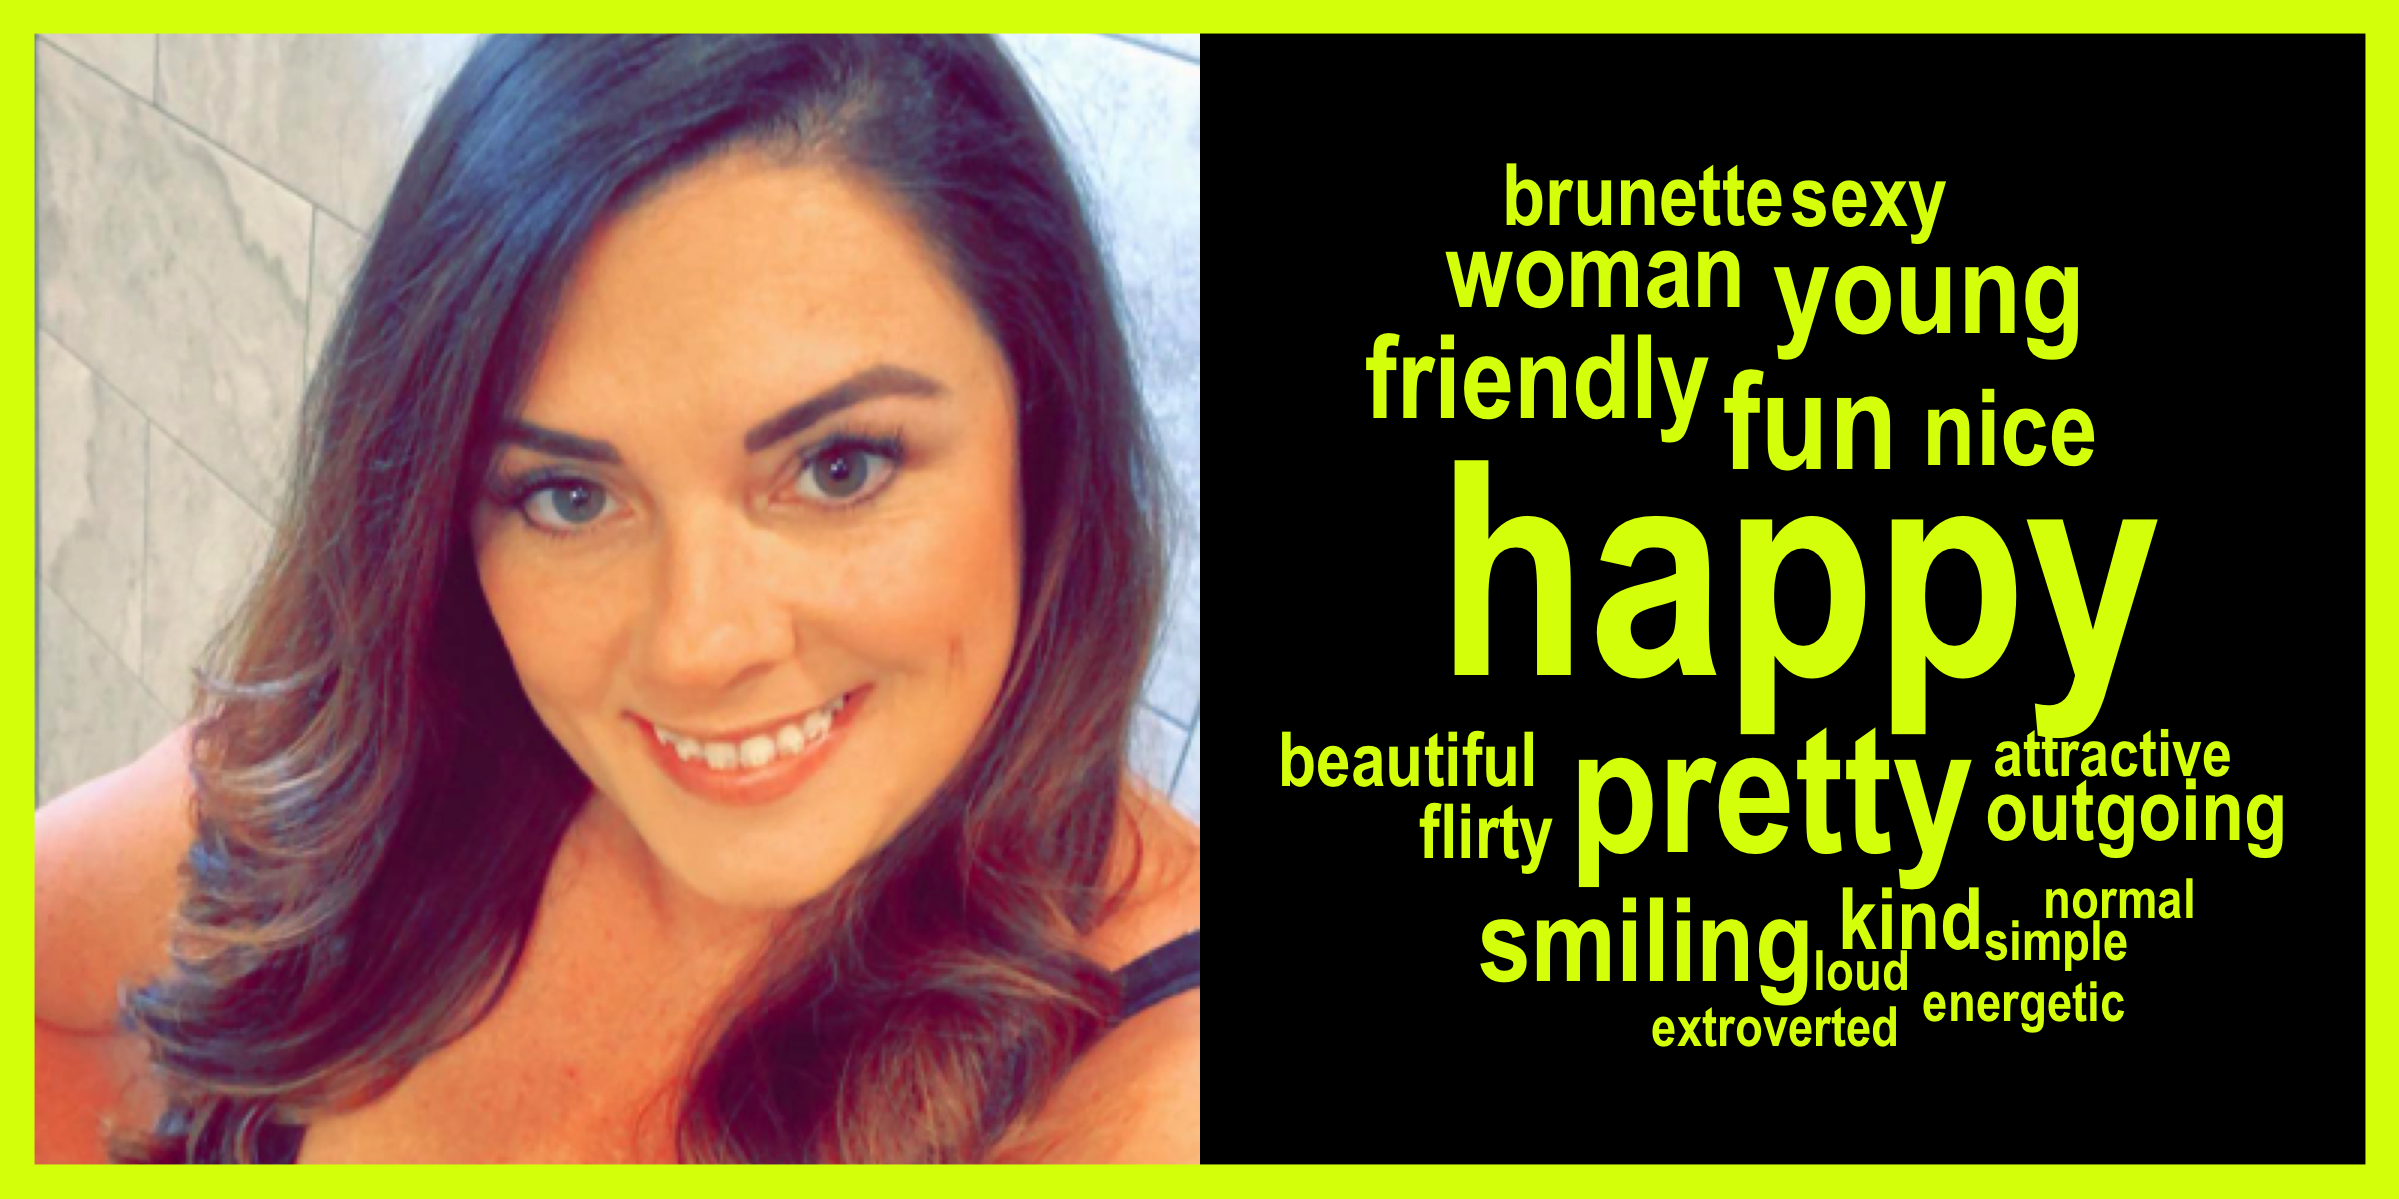 brunette sexy
woman young
friendly fun nice
happy
beautiful pretty attractive
flirty outgoing
smiling kind normal
loud simple
extroverted energetic